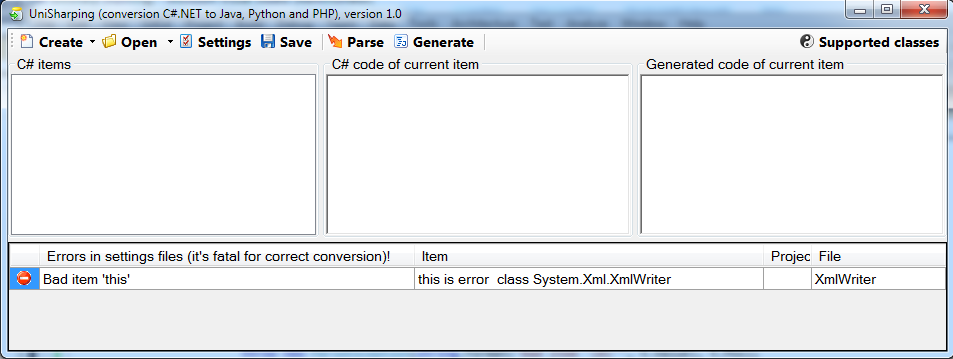 UniSharping (conversion C#.NET to Java, Python and PHP), version 1.0
Create Open Settings Save Parse Generate Supported classes
C# items C# code of current item Generated code of current item
Errors in settings files (it's fatal for correct conversion)! Item Projec File
Bad item 'this' this is error class System.Xml.XmlWriter XmlWriter